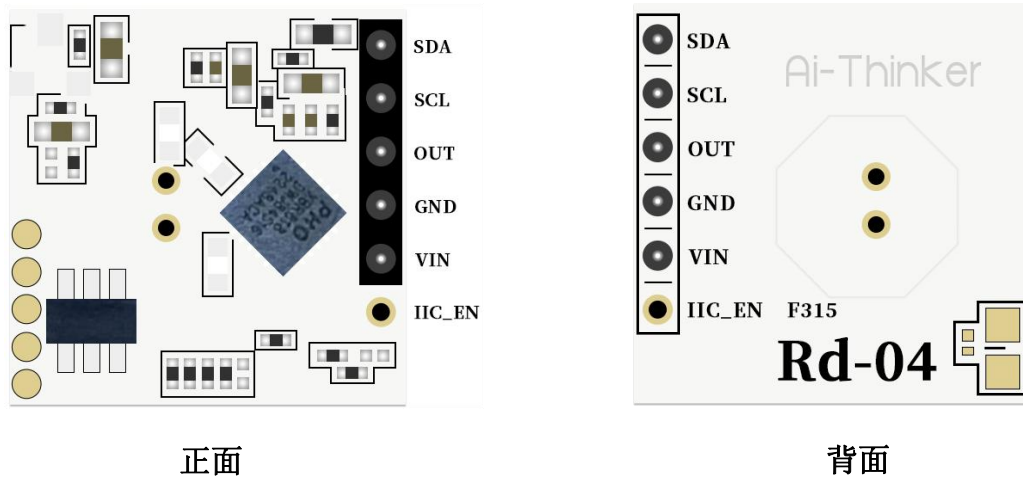 SDA
SCL
OUT
GND
VIN
IIC_EN
正面
Ai-Thinker
SDA
SCL
OUT
GND
VIN
IIC_EN F315
Rd-04
背面